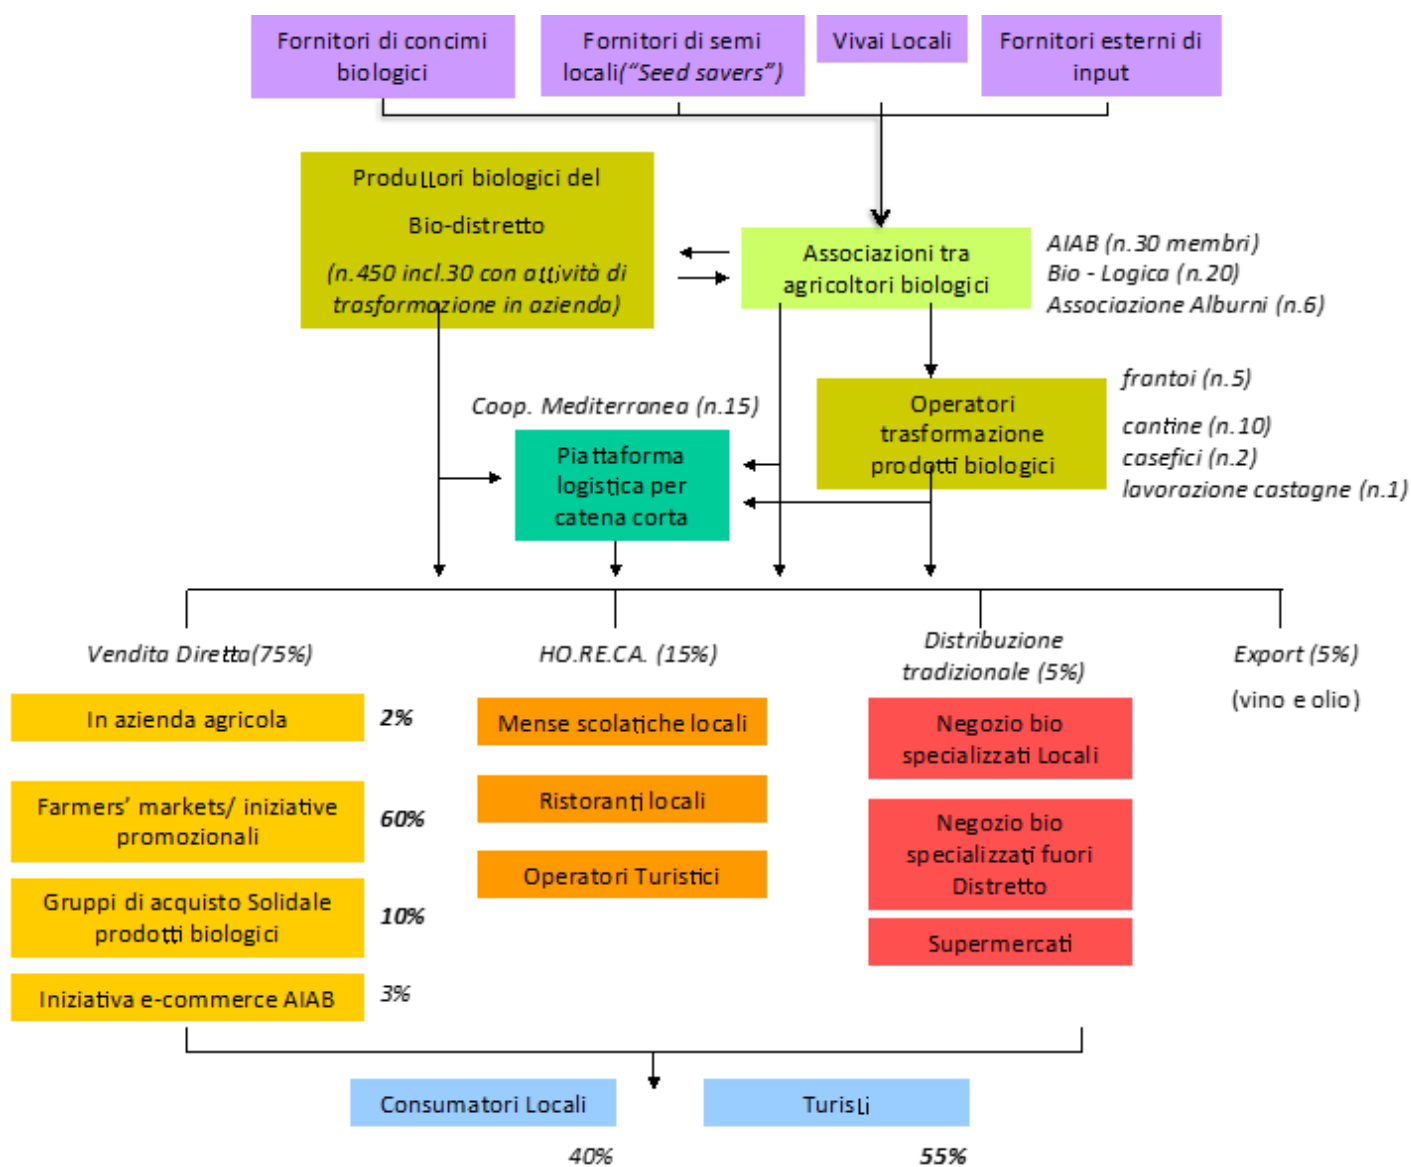 Fornitori di concimi
biologici
Fornitori di semi
locali("Seed savers")
Vivai Locali
Fornitori esterni di
input
Produttori biologici del
Bio-distretto
(n.450 incl.30 con attività di
trasformazione in azienda)
Associazioni tra
agricoltori biologici
AIAB (n.30 membri)
Bio - Logica (n.20)
Associazione Alburni (n.6)
Coop. Mediterranea (n.15)
Piattaforma
logistica per
catena corta
Operatori
trasformazione
prodotti biologici
frantoi (n.5)
cantine (n.10)
casefici (n.2)
lavorazione castagne (n.1)
Vendita Diretta(75%)
HO.RE.CA. (15%)
Distribuzione
tradizionale (5%)
Export (5%)
(vino e olio)
In azienda agricola
2%
Farmers' markets/ iniziative
promozionali
60%
Gruppi di acquisto Solidale
prodotti biologici
10%
Iniziativa e-commerce AIAB
3%
Mense scolatiche locali
Ristoranti locali
Operatori Turistici
Negozio bio
specializzati Locali
Negozio bio
specializzati fuori
Distretto
Supermercati
Consumatori Locali
Turisti
40%
55%